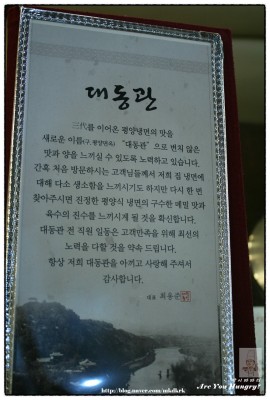 대동관
三代를 이어온 평양냉면의 맛을
새로운 이름(구,평양면옥) "대동관"으로 변치 않은
맛과 양을 느끼실 수 있도록 노력하고 있습니다.
간혹 처음 방문하시는 고객님들께서 저희 집 냉면에
대해 다소 생소함을 느끼시기도 하지만 다시 한 번
찾아주시면 진정한 평양식 냉면의 구수한 메밀 맛과
육수의 진수를 느끼시게 될 것을 확신합니다.
대동관 전 직원 일동은 고객만족을 위해 최선의
노력을 다할 것을 약속 드립니다.
항상 저희 대동관을 아끼고 사랑해 주셔서
감사합니다.
대표 최용준
http://blog.naver.com/mkdkrk
Are You Hungry?